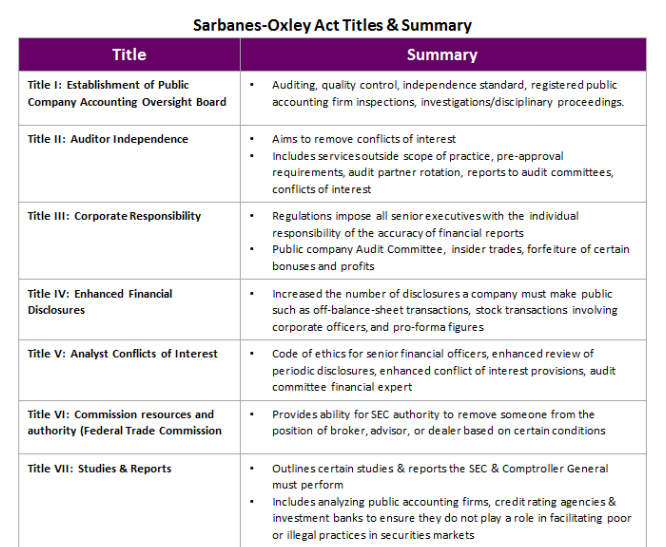 Sarbanes-Oxley Act Titles & Summary
Title
Summary
Title I: Establishment of Public
Company Accounting Oversight Board
• Auditing, quality control, independence standard, registered public
accounting firm inspections, investigations/disciplinary proceedings.
Title II: Auditor Independence
• Aims to remove conflicts of interest
• Includes services outside scope of practice, pre-approval
requirements, audit partner rotation, reports to audit committees,
conflicts of interest
Title III: Corporate Responsibility
• Regulations impose all senior executives with the individual
responsibility of the accuracy of financial reports
• Public company Audit Committee, insider trades, forfeiture of certain
bonuses and profits
Title IV: Enhanced Financial
Disclosures
• Increased the number of disclosures a company must make public
such as off-balance-sheet transactions, stock transactions involving
corporate officers, and pro-forma figures
Title V: Analyst Conflicts of Interest
• Code of ethics for senior financial officers, enhanced review of
periodic disclosures, enhanced conflict of interest provisions, audit
committee financial expert
Title VI: Commission resources and
authority (Federal Trade Commission
• Provides ability for SEC authority to remove someone from the
position of broker, advisor, or dealer based on certain conditions
Title VII: Studies & Reports
• Outlines certain studies & reports the SEC & Comptroller General
must perform
• Includes analyzing public accounting firms, credit rating agencies &
investment banks to ensure they do not play a role in facilitating poor
or illegal practices in securities markets